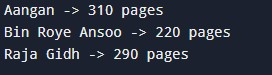 Aangan -> 310 pages
Bin Roye Ansoo -> 220 pages
Raja Gidh -> 290 pages